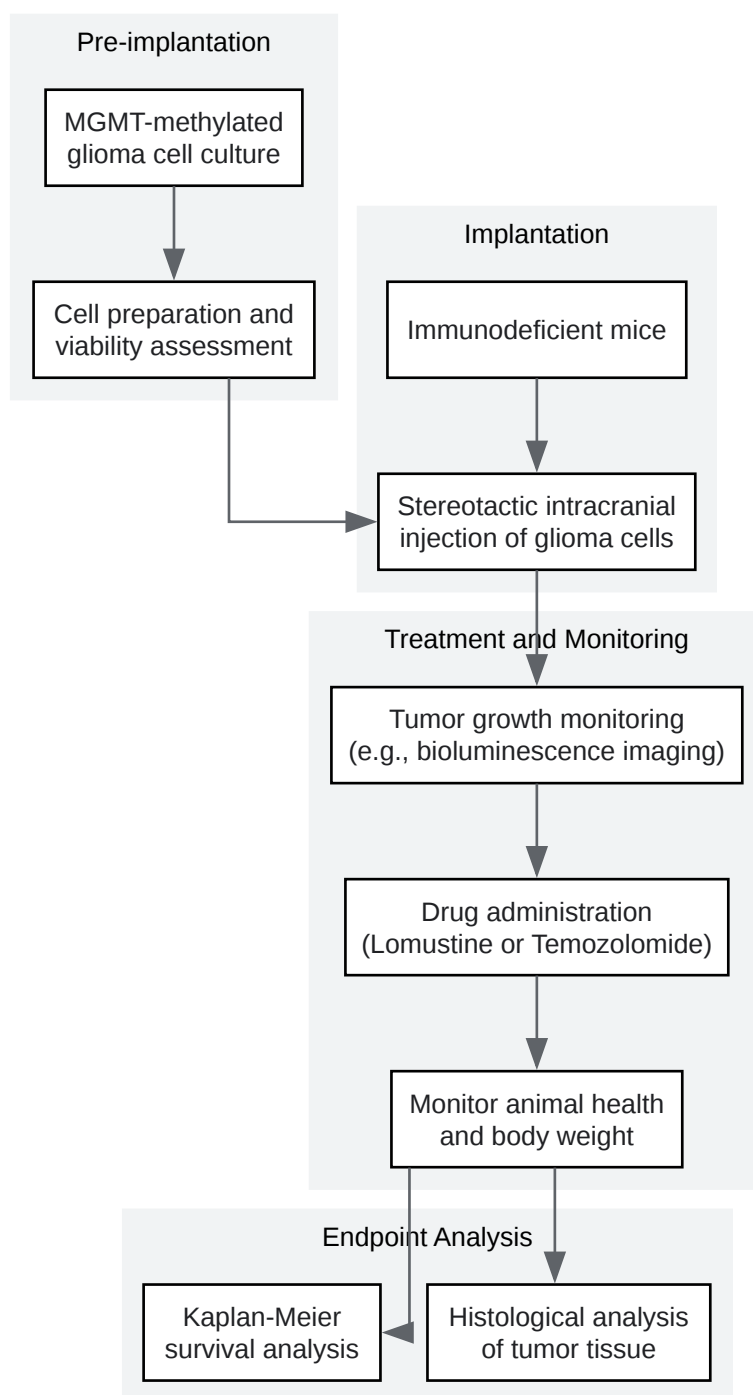 Pre-implantation
MGMT-methylated
glioma cell culture
Cell preparation and
viability assessment
Implantation
Immunodeficient mice
Stereotactic intracranial
injection of glioma cells
Treatment and Monitoring
Tumor growth monitoring
(e.g., bioluminescence imaging)
Drug administration
(Lomustine or Temozolomide)
Monitor animal health
and body weight
Endpoint Analysis
Kaplan-Meier
survival analysis
Histological analysis
of tumor tissue